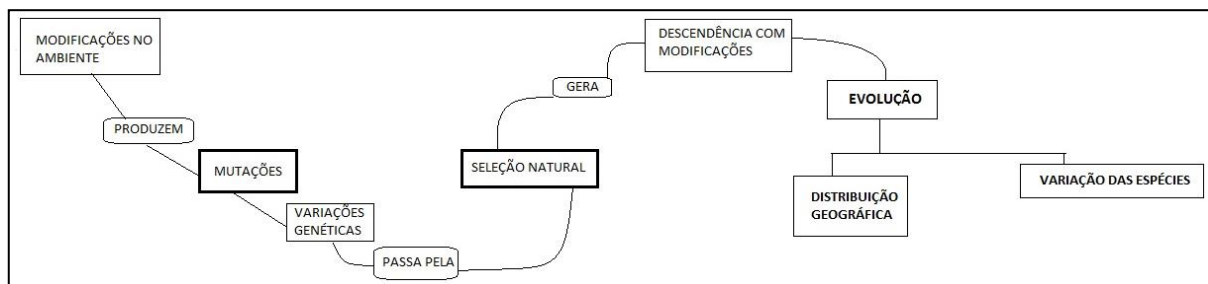 MODIFICAÇÕES NO
AMBIENTE
PRODUZEM
MUTAÇÕES
VARIAÇÕES
GENÉTICAS
PASSA PELA
SELEÇÃO NATURAL
GERA
DESCENDÊNCIA COM
MODIFICAÇÕES
EVOLUÇÃO
DISTRIBUIÇÃO
GEOGRÁFICA
VARIAÇÃO DAS ESPÉCIES